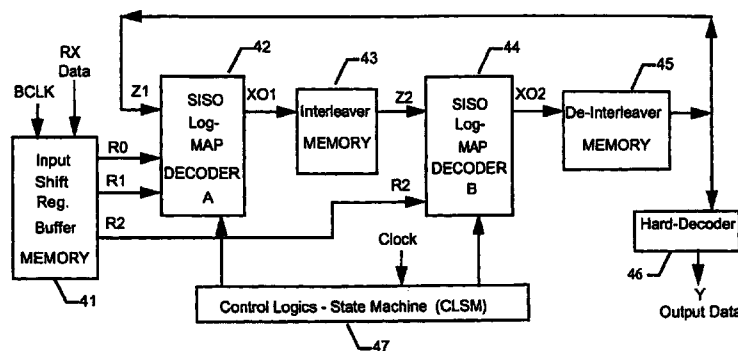 42
44
RX
Data
43
45
BCLK
Z1
SISO
Log-
MAP
DECODER
A
XO1
Interleaver
MEMORY
Z2
SISO
Log-
MAP
DECODER
B
XO2
De-Interleaver
MEMORY
Input
Shift
Reg.
Buffer
MEMORY
R0
R1
R2
R2
Clock
Hard-Decoder
46
Y
Output Data
41
Control Logics - State Machine (CLSM)
47